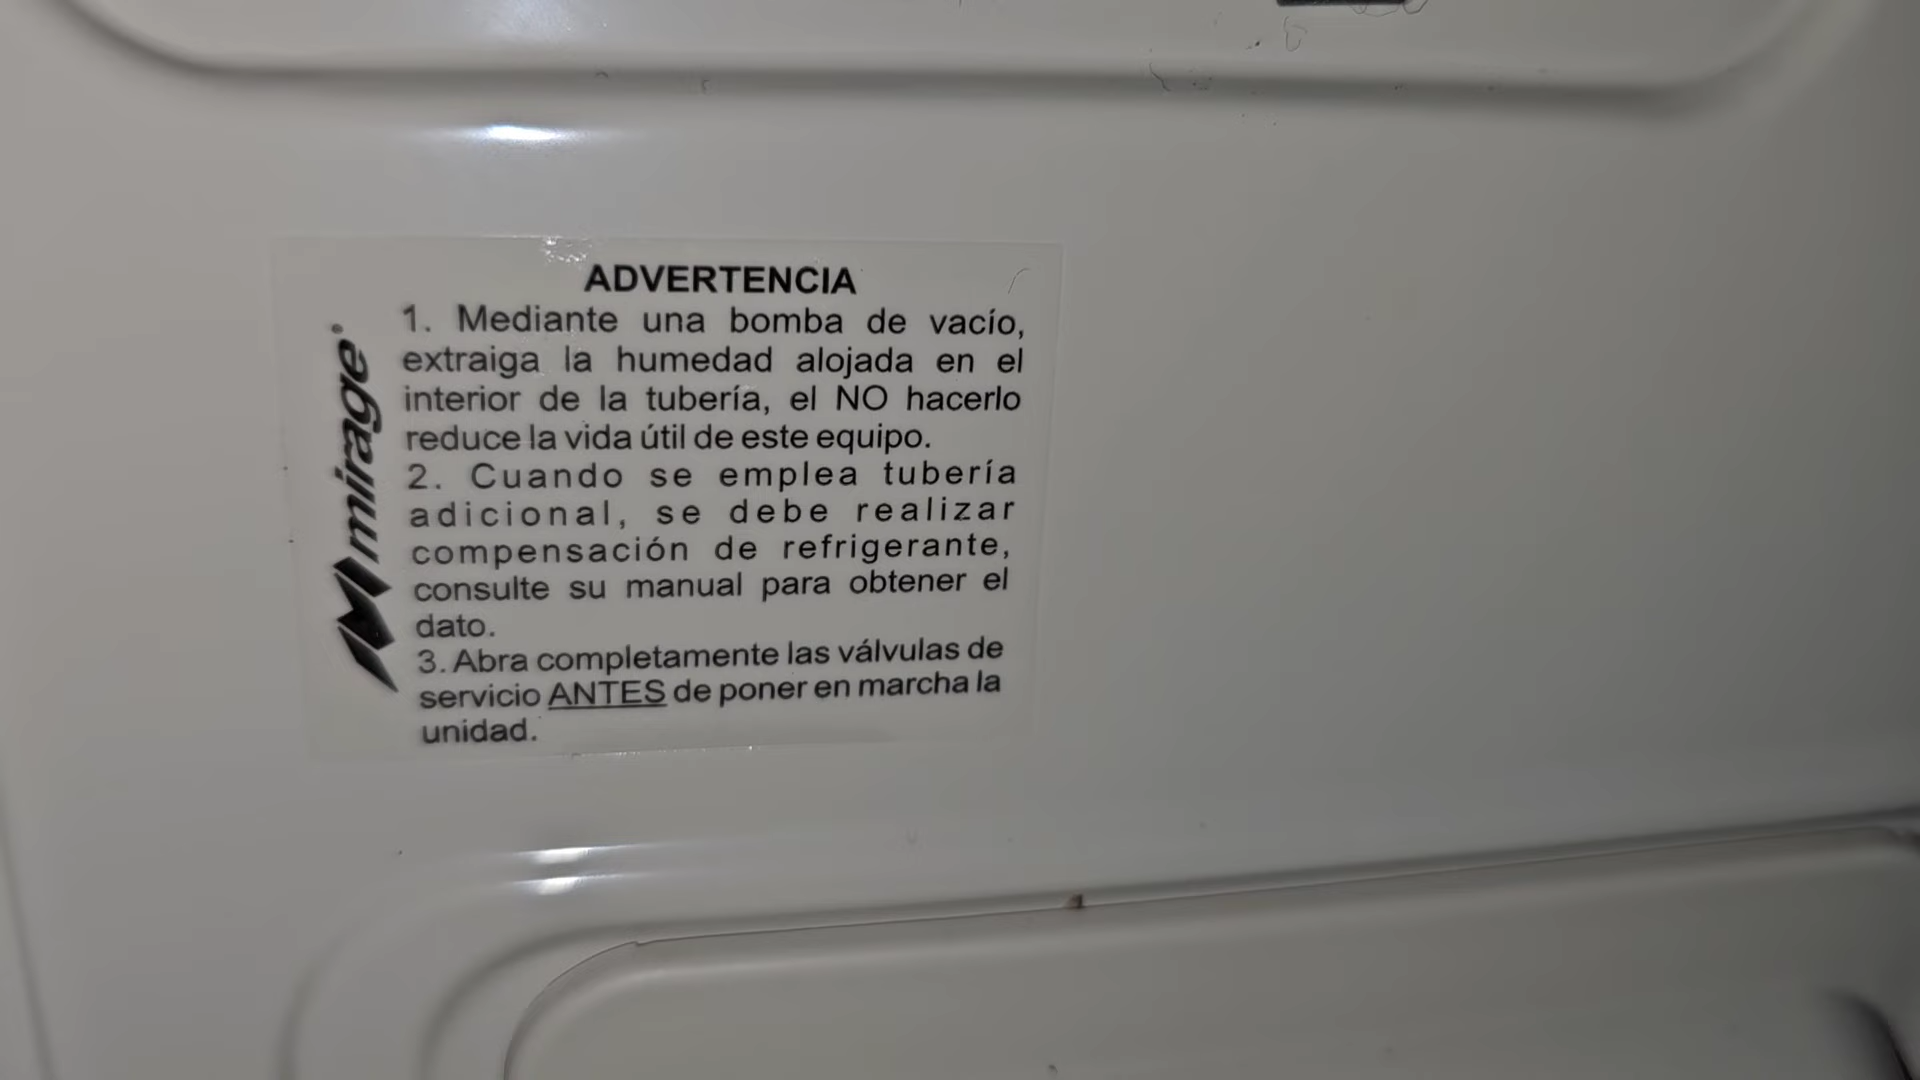 ADVERTENCIA
1. Mediante una bomba de vacío,
extraiga la humedad alojada en el
interior de la tubería, el NO hacerlo
reduce la vida útil de este equipo.
2. Cuando se emplea tubería
adicional, se debe realizar
compensación de refrigerante,
consulte su manual para obtener el
dato.
3. Abra completamente las válvulas de
servicio ANTES de poner en marcha la
unidad.
mirage